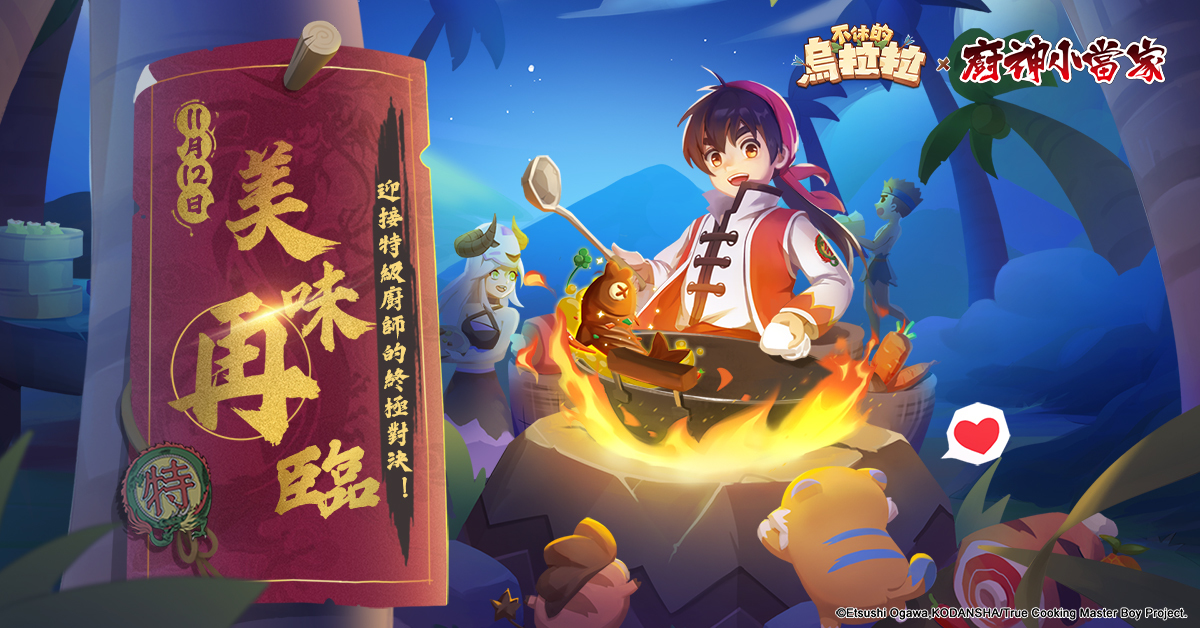 不休的
烏拉拉
×
廚神小當家
11月12日
美味
再臨
迎接特級廚師的終極對決！
特
©Etsushi Ogawa,KODANSHA/True Cooking Master Boy Project.